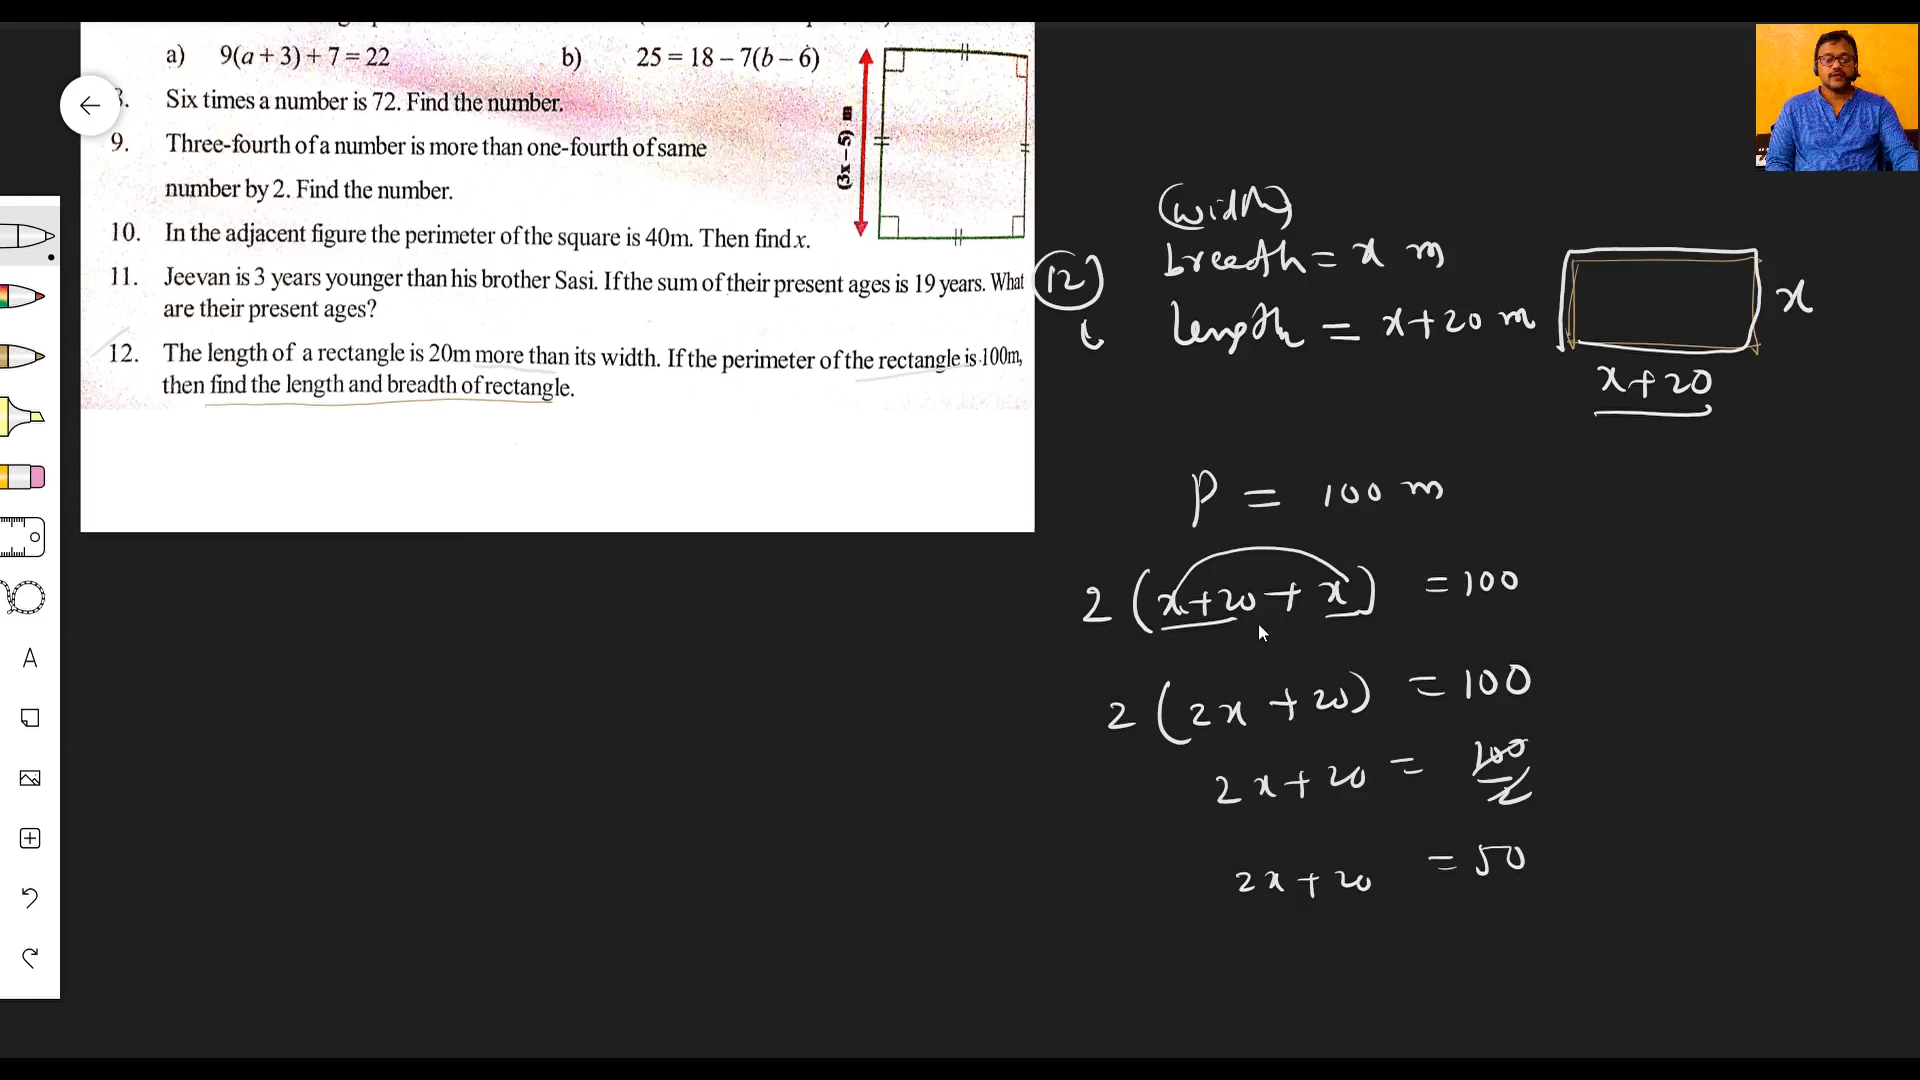 a) 9(a + 3) + 7 = 22 b) 25 = 18 – 7(b – 6)
Six times a number is 72. Find the number.
9. Three-fourth of a number is more than one-fourth of same
number by 2. Find the number.
10. In the adjacent figure the perimeter of the square is 40m. Then find x.
11. Jeevan is 3 years younger than his brother Sasi. If the sum of their present ages is 19 years. What
are their present ages?
12. The length of a rectangle is 20m more than its width. If the perimeter of the rectangle is 100m,
then find the length and breadth of rectangle.
(3x – 5) m
(width)
12 breadth = x m
length = x+20 m
x
x+20
P = 100 m
2 (x+20 + x) = 100
2 (2x + 20) = 100
2x + 20 = 100/2
2x + 20 = 50
A